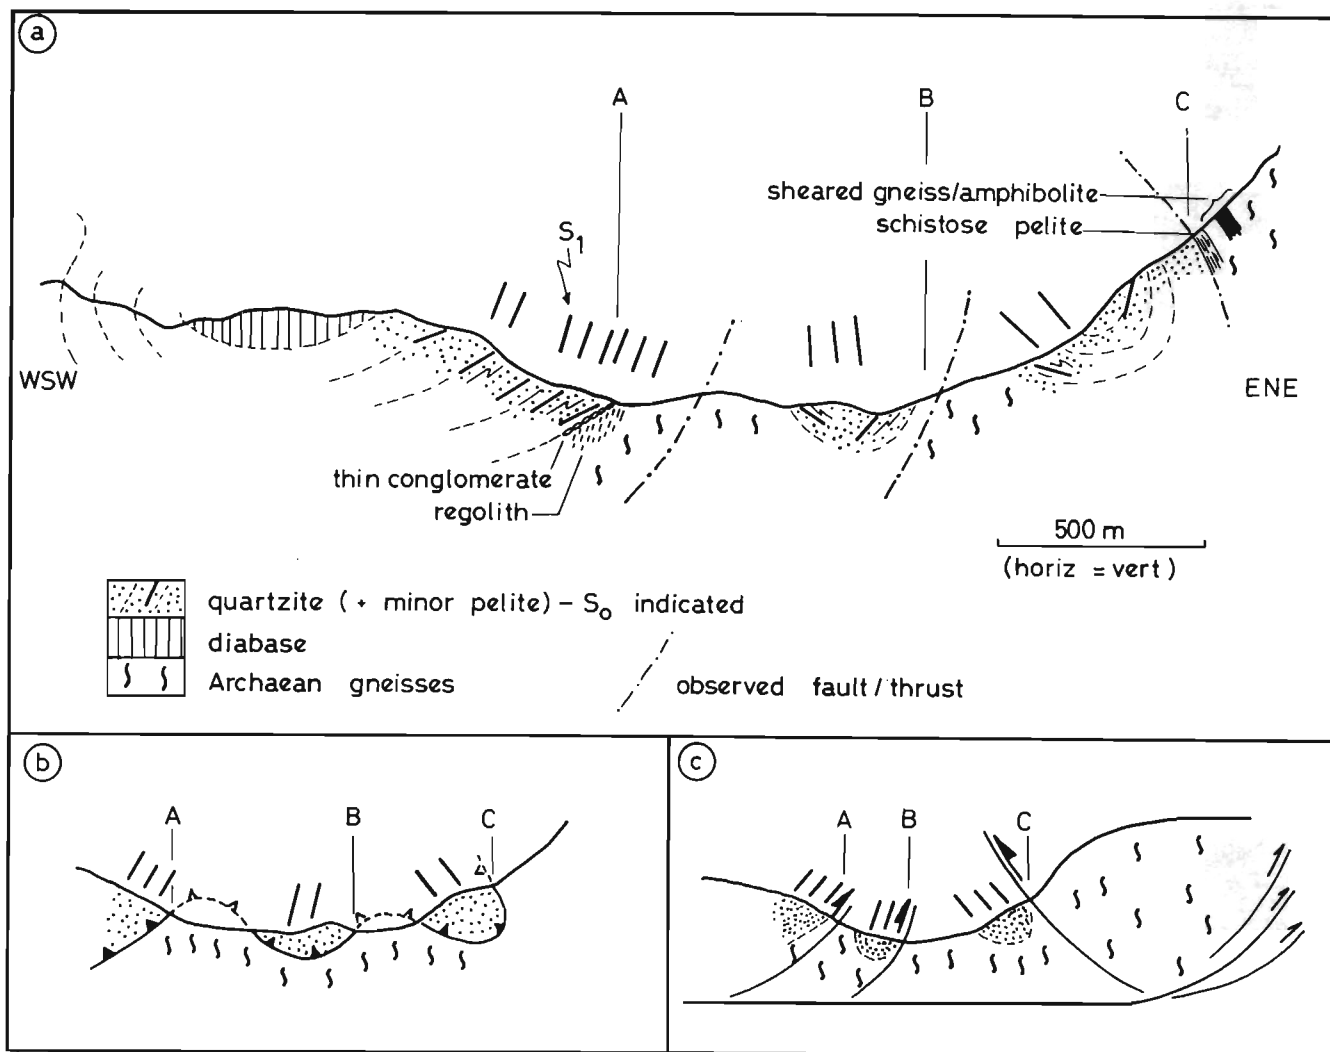 a
A
B
C
sheared gneiss/amphibolite
schistose pelite
S1
WSW
ENE
thin conglomerate
regolith
500 m
(horiz = vert)
quartzite (+ minor pelite) – So indicated
diabase
Archaean gneisses
observed fault/thrust
b
A
B
C
c
A
B
C